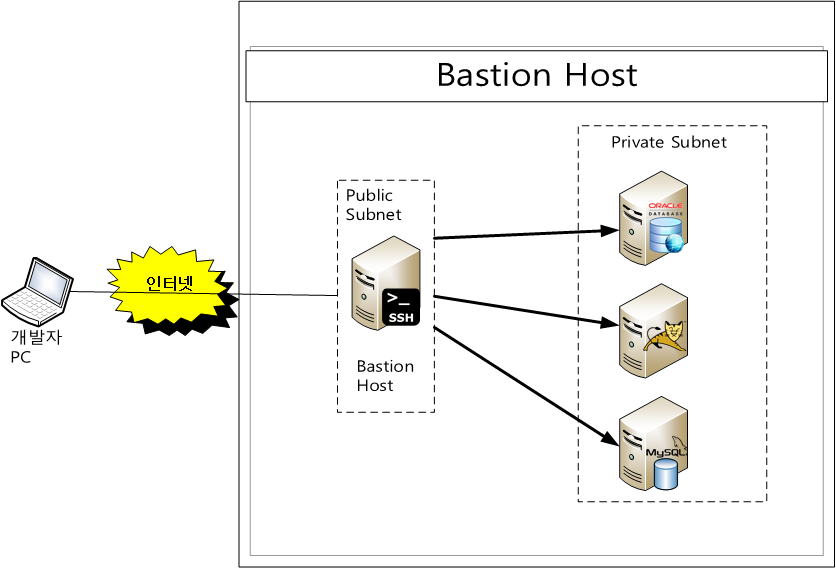 Bastion Host
Private Subnet
ORACLE
DATABASE
Public
Subnet
인터넷
>_
SSH
개발자
PC
Bastion
Host
MySQL